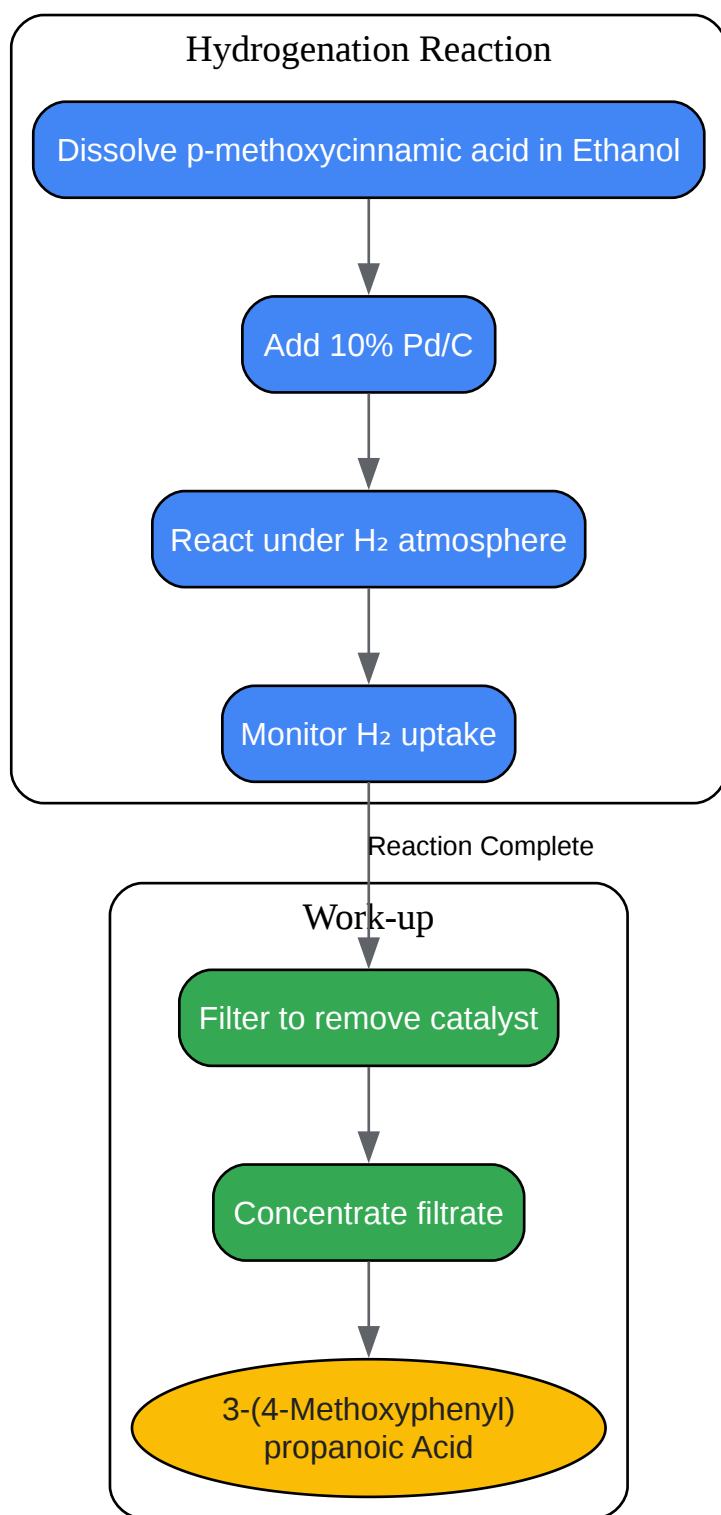 Hydrogenation Reaction
Dissolve p-methoxycinnamic acid in Ethanol
Add 10% Pd/C
React under H₂ atmosphere
Monitor H₂ uptake
Reaction Complete
Work-up
Filter to remove catalyst
Concentrate filtrate
3-(4-Methoxyphenyl)
propanoic Acid